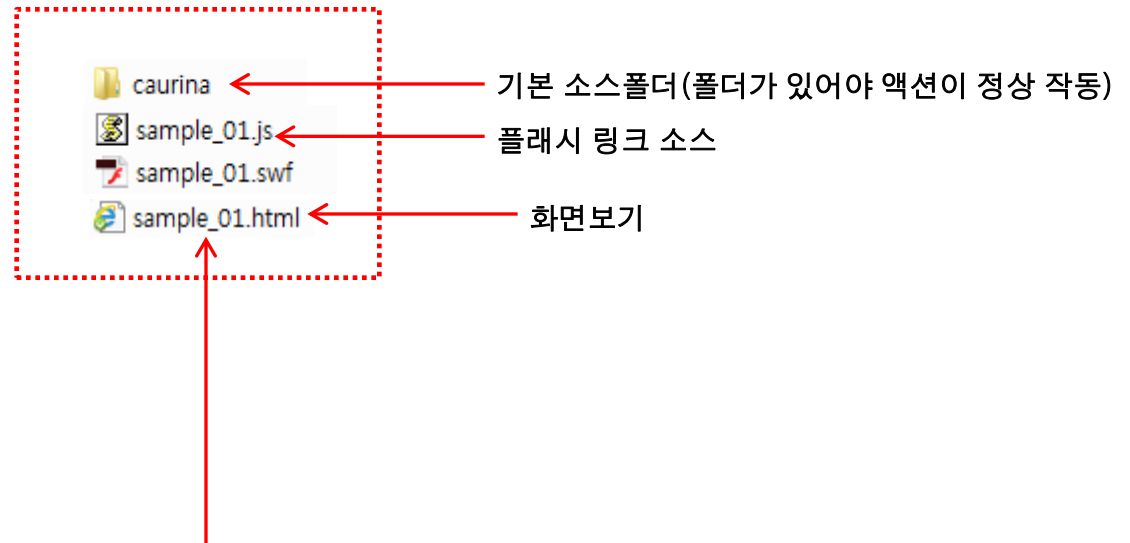 caurina
기본 소스폴더(폴더가 있어야 액션이 정상 작동)
sample_01.js
플래시 링크 소스
sample_01.swf
sample_01.html
화면보기